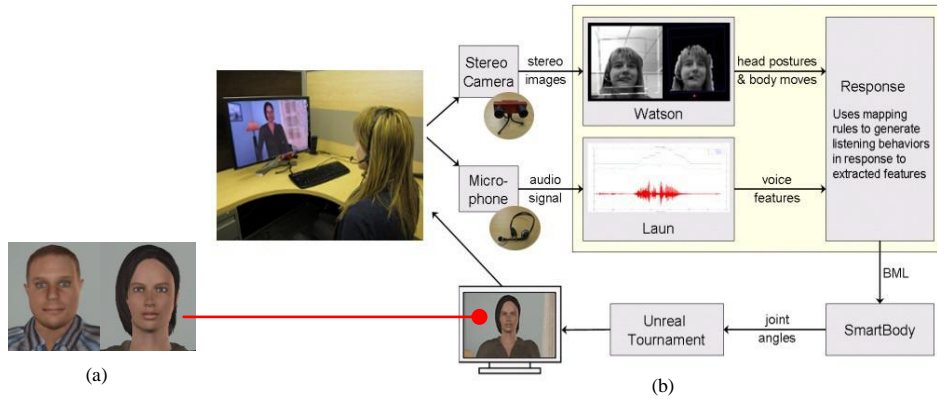 Stereo
Camera
stereo
images
Watson
head postures
& body moves
Response
Uses mapping
rules to generate
listening behaviors
in response to
extracted features
Micro-
phone
audio
signal
Laun
voice
features
BML
SmartBody
joint
angles
Unreal
Tournament
(a)
(b)